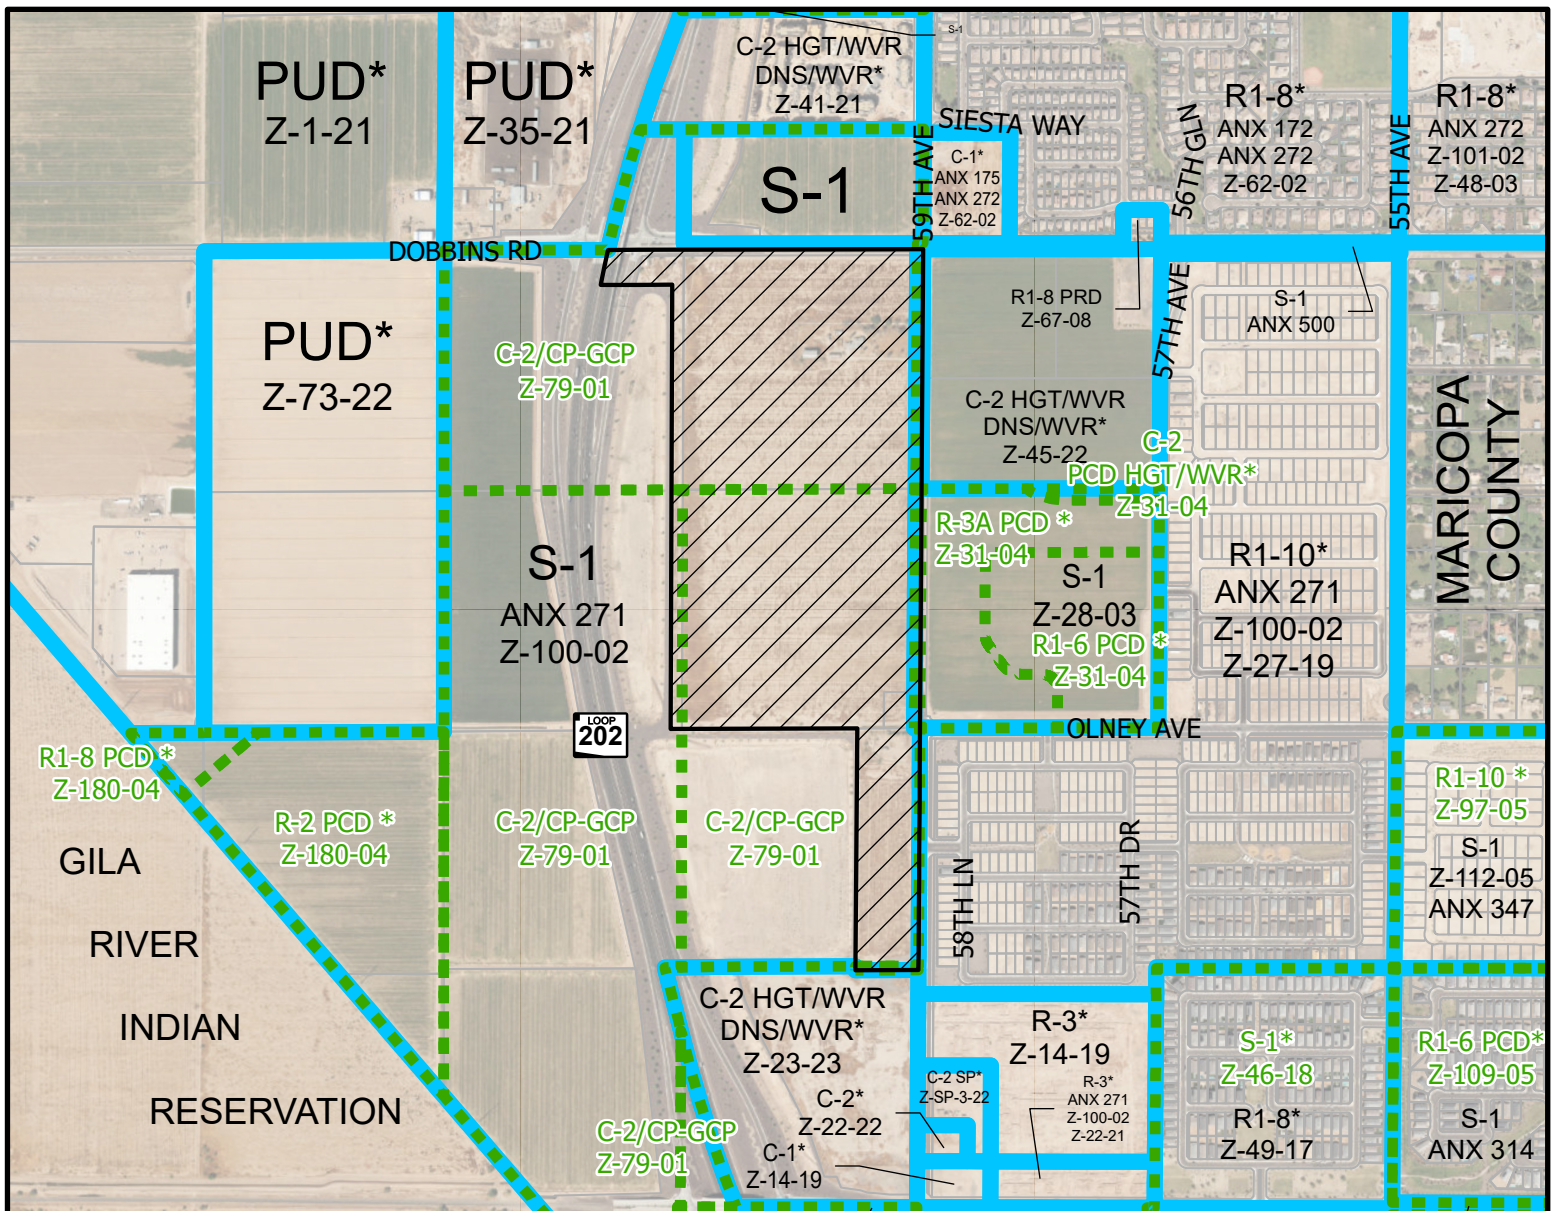 PUD*
Z-1-21
PUD*
Z-35-21
C-2 HGT/WVR
DNS/WVR*
Z-41-21
S-1
R1-8*
ANX 172
ANX 272
Z-62-02
R1-8*
ANX 272
Z-101-02
Z-48-03
SIESTA WAY
56TH GLN
55TH AVE
59TH AVE
S-1
C-1*
ANX 175
ANX 272
Z-62-02
DOBBINS RD
PUD*
Z-73-22
C-2/CP-GCP
Z-79-01
R1-8 PRD
Z-67-08
57TH AVE
S-1
ANX 500
C-2 HGT/WVR
DNS/WVR*
Z-45-22
C-2
PCD HGT/WVR*
Z-31-04
MARICOPA
COUNTY
R-3A PCD *
Z-31-04
S-1
ANX 271
Z-100-02
S-1
Z-28-03
R1-6 PCD *
Z-31-04
R1-10*
ANX 271
Z-100-02
Z-27-19
LOOP
202
OLNEY AVE
R1-8 PCD *
Z-180-04
R-2 PCD *
Z-180-04
C-2/CP-GCP
Z-79-01
C-2/CP-GCP
Z-79-01
58TH LN
57TH DR
R1-10 *
Z-97-05
S-1
Z-112-05
ANX 347
GILA
RIVER
INDIAN
RESERVATION
C-2 HGT/WVR
DNS/WVR*
Z-23-23
R-3*
Z-14-19
C-2 SP*
Z-SP-3-22
R-3*
ANX 271
Z-100-02
Z-22-21
C-2*
Z-22-22
C-1*
Z-14-19
C-2/CP-GCP
Z-79-01
S-1*
Z-46-18
R1-8*
Z-49-17
R1-6 PCD*
Z-109-05
S-1
ANX 314